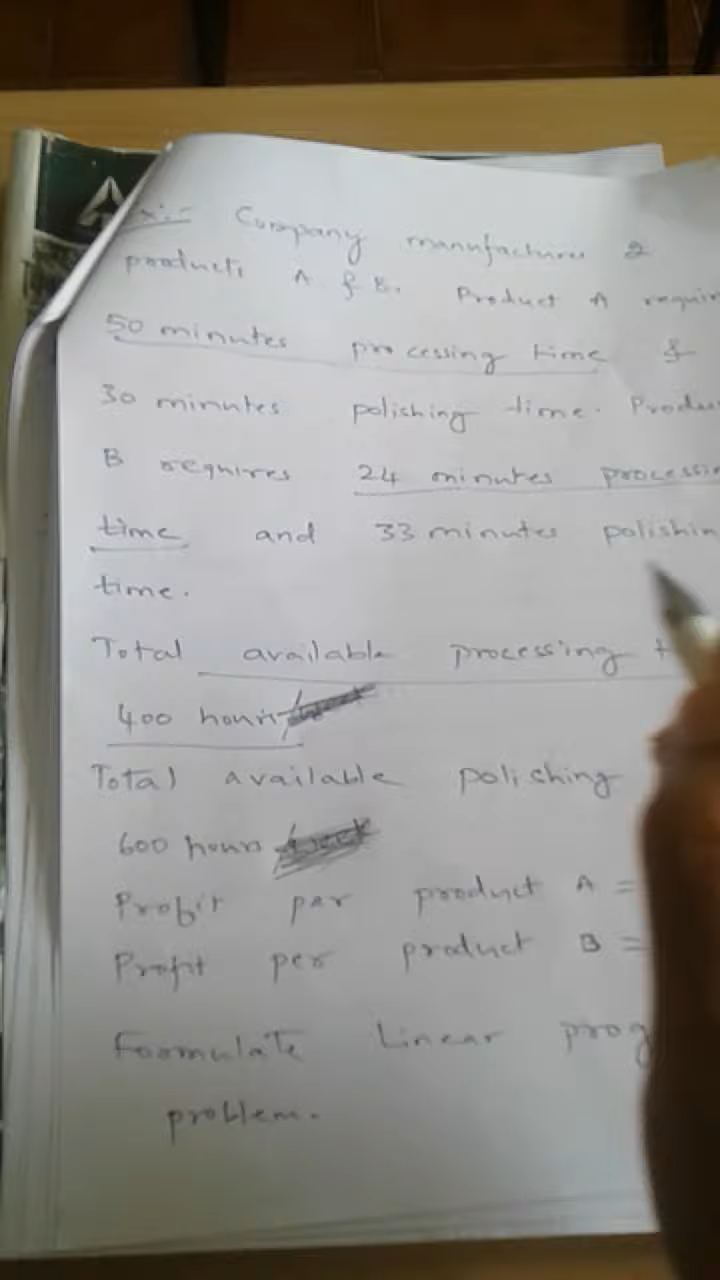 Ex:- Company manufactures 2
products A & B. Product A requir
50 minutes processing time &
30 minutes polishing time. Produc
B requires 24 minutes processin
time and 33 minutes polishin
time.
Total available processing t
400 hours
Total available polishing
600 hours
Profit per product A =
Profit per product B =
Formulate Linear prog
problem.